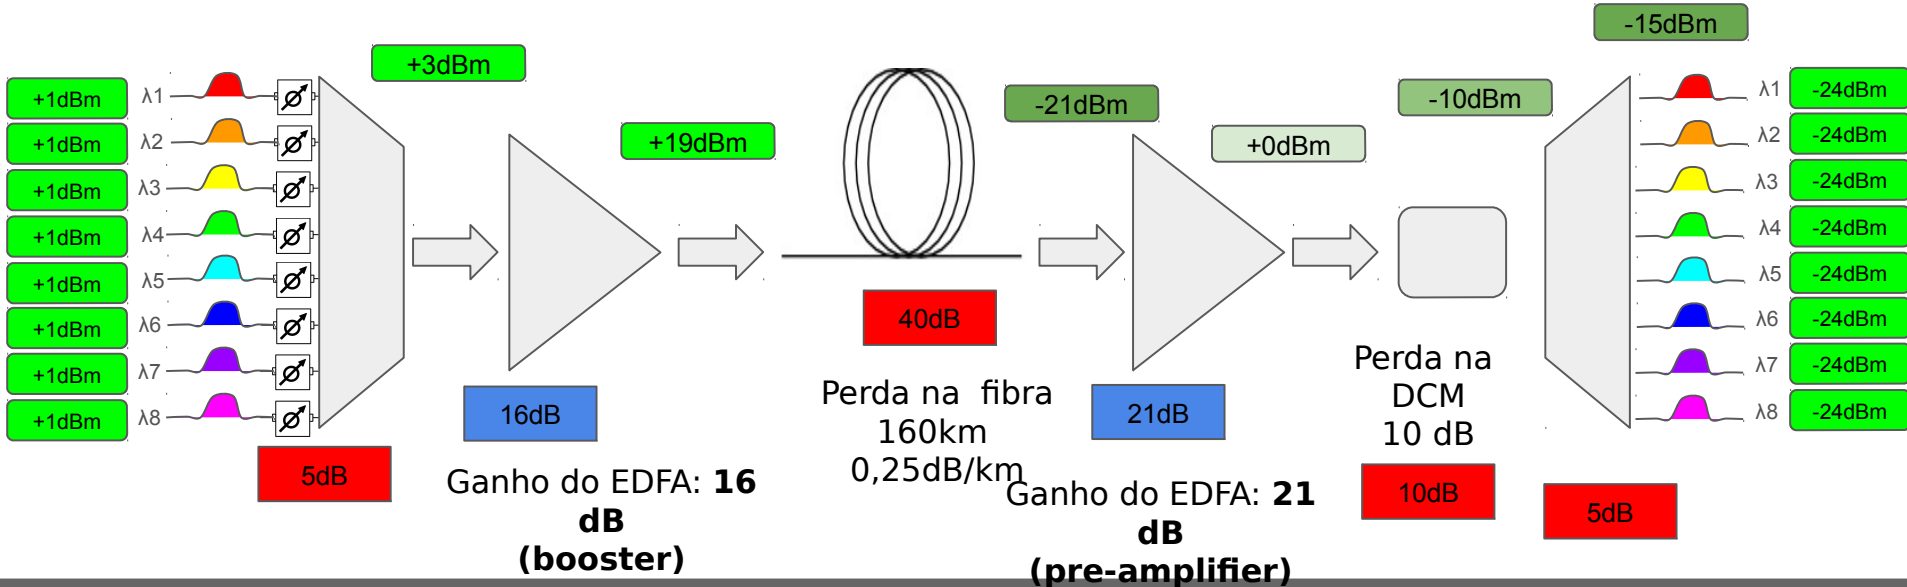 -15dBm
+3dBm
+1dBm λ1
+1dBm λ2
+1dBm λ3
+1dBm λ4
+1dBm λ5
+1dBm λ6
+1dBm λ7
+1dBm λ8
5dB
+19dBm
16dB
Ganho do EDFA: 16
dB
(booster)
40dB
Perda na fibra
160km
0,25dB/km
-21dBm
+0dBm
21dB
Ganho do EDFA: 21
dB
(pre-amplifier)
-10dBm
Perda na
DCM
10 dB
10dB
5dB
λ1 -24dBm
λ2 -24dBm
λ3 -24dBm
λ4 -24dBm
λ5 -24dBm
λ6 -24dBm
λ7 -24dBm
λ8 -24dBm